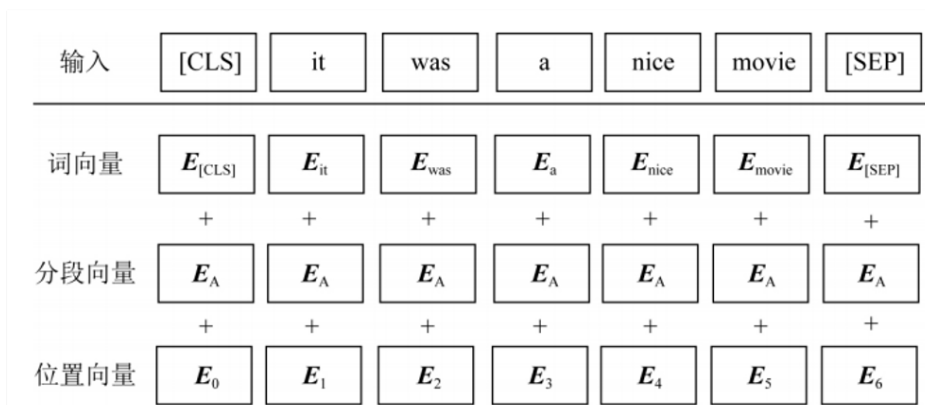 输入 [CLS] it was a nice movie [SEP]
词向量 E[CLS] Eit Ewas Ea Enice Emovie E[SEP]
+ + + + + + +
分段向量 EA EA EA EA EA EA EA
+ + + + + + +
位置向量 E0 E1 E2 E3 E4 E5 E6